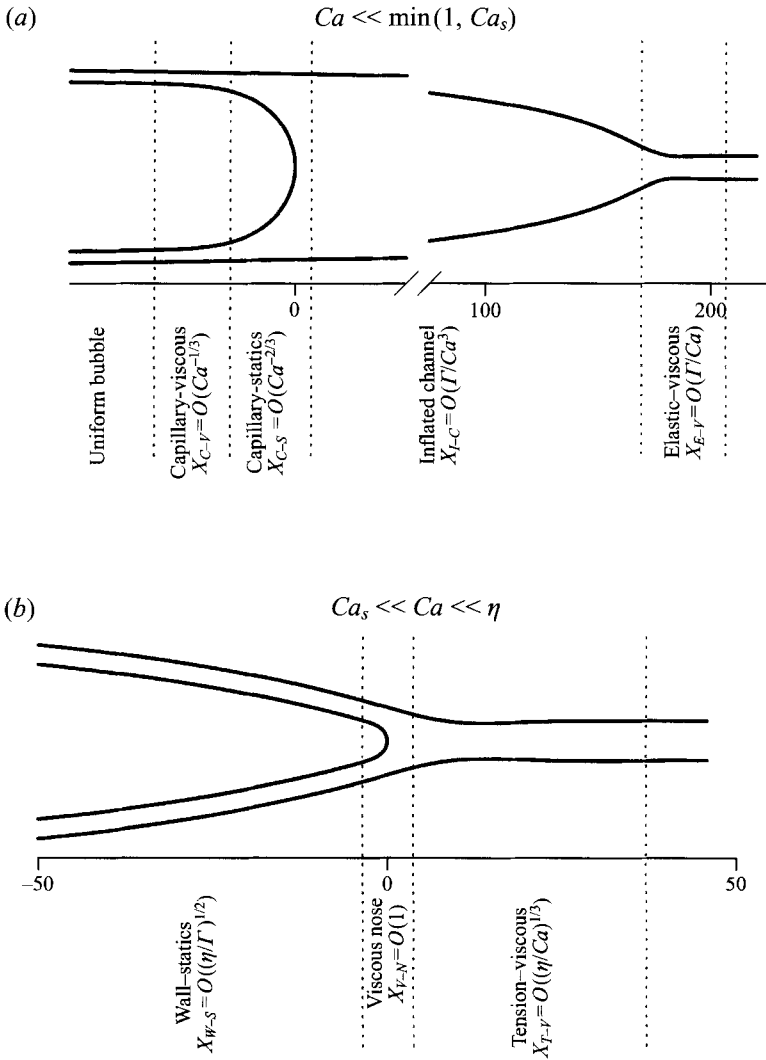 (a)
Ca << min(1, Ca_s)
0
100
200
Uniform bubble
Capillary-viscous
X_{C–V}=O(Ca^{−1/3})
Capillary-statics
X_{C–S}=O(Ca^{−2/3})
Inflated channel
X_{I–C}=O(Γ/Ca^3)
Elastic–viscous
X_{E–V}=O(Γ/Ca)
(b)
Ca_s << Ca << η
–50
0
50
Wall–statics
X_{W–S}=O((η/Γ)^{1/2})
Viscous nose
X_{V–N}=O(1)
Tension–viscous
X_{T–V}=O((η/Ca)^{1/3})